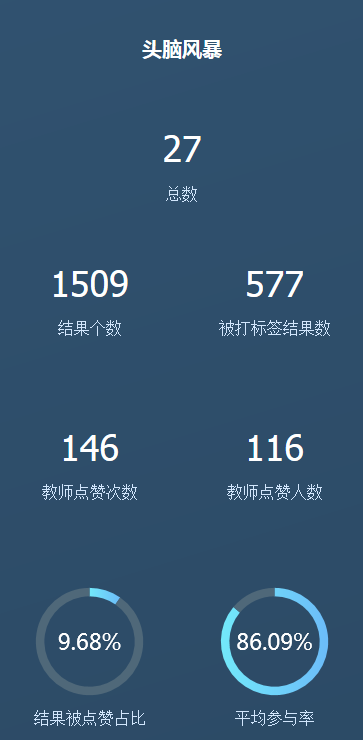 头脑风暴
27
总数
1509
577
结果个数
被打标签结果数
146
116
教师点赞次数
教师点赞人数
9.68%
86.09%
结果被点赞占比
平均参与率